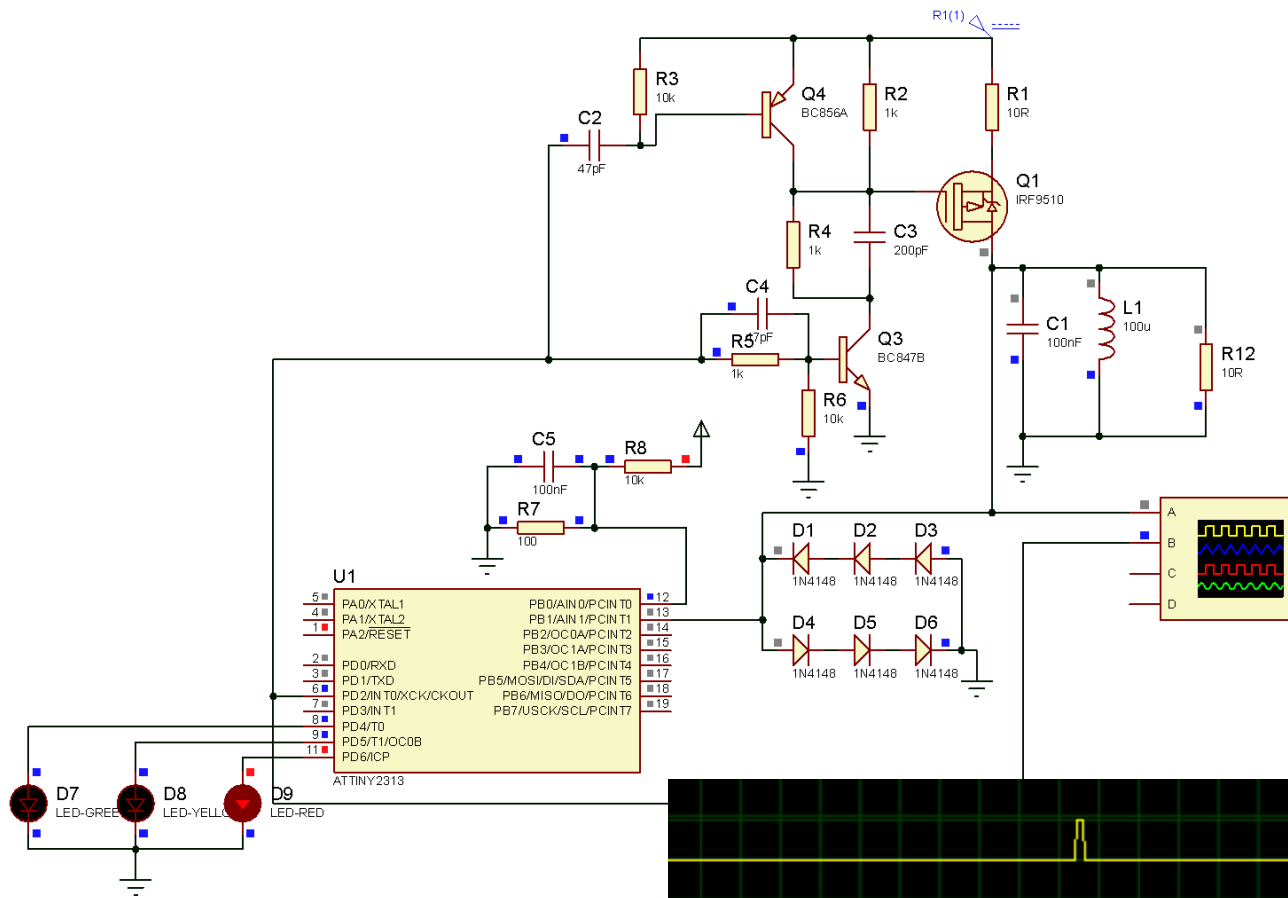 R1(1)
R3
10k
Q4
BC856A
R2
1k
R1
10R
C2
47pF
Q1
IRF9510
R4
1k
C3
200pF
C4
47pF
R5
1k
Q3
BC847B
C1
100nF
L1
100u
R12
10R
R6
10k
C5
100nF
R8
10k
R7
100
D1
1N4148
D2
1N4148
D3
1N4148
A
B
C
D
D4
1N4148
D5
1N4148
D6
1N4148
U1
5 PA0/XTAL1
4 PA1/XTAL2
1 PA2/RESET
2 PD0/RXD
3 PD1/TXD
6 PD2/INT0/XCK/CKOUT
7 PD3/INT1
8 PD4/T0
9 PD5/T1/OC0B
11 PD6/ICP
PB0/AIN0/PCINT0 12
PB1/AIN1/PCINT1 13
PB2/OC0A/PCINT2 14
PB3/OC1A/PCINT3 15
PB4/OC1B/PCINT4 16
PB5/MOSI/DI/SDA/PCINT5 17
PB6/MISO/DO/PCINT6 18
PB7/USCK/SCL/PCINT7 19
ATTINY2313
D7
LED-GREE
D8
LED-YELL
D9
LED-RED